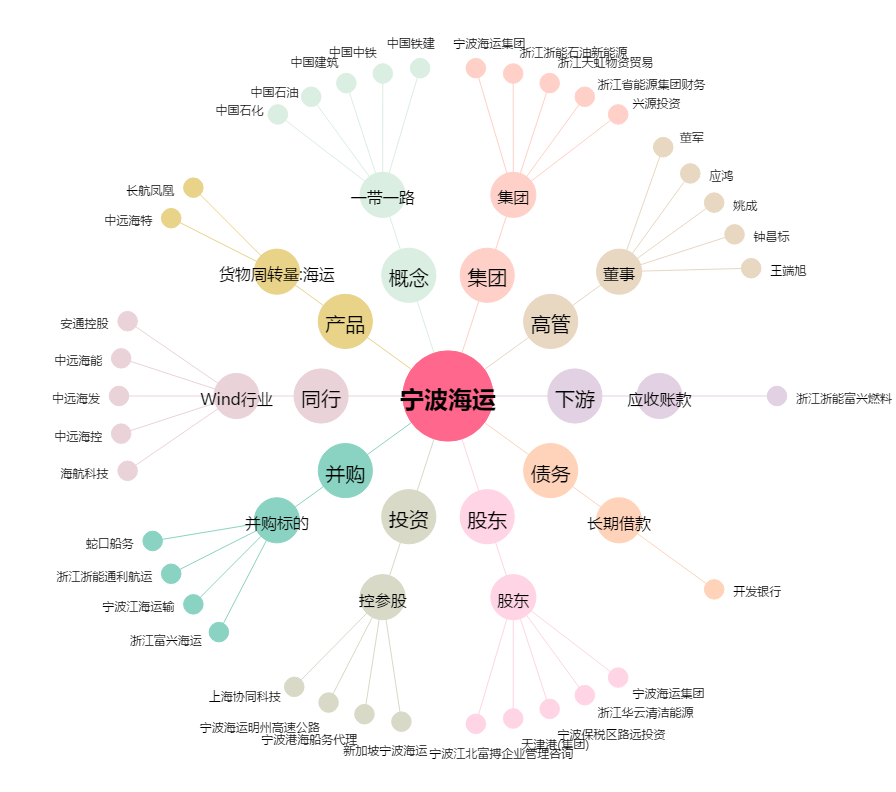 中国铁建
宁波海运集团
中国中铁
浙江浙能石油新能源
中国建筑
浙江天虹物资贸易
中国石油
浙江省能源集团财务
中国石化
兴源投资
董军
应鸿
长航凤凰
一带一路
集团
姚成
中远海特
钟昌标
货物周转量:海运
概念
集团
董事
王端旭
产品
高管
安通控股
中远海能
中远海发
Wind行业
同行
宁波海运
下游
应收账款
浙江浙能富兴燃料
中远海控
海航科技
并购
债务
并购标的
投资
股东
长期借款
蛇口船务
浙江浙能通利航运
开发银行
宁波江海运输
控参股
股东
浙江富兴海运
上海协同科技
宁波海运集团
浙江华云清洁能源
宁波海运明州高速公路
宁波保税区路远投资
宁波港海船务代理
天津港(集团)
新加坡宁波海运
宁波江北富搏企业管理咨询